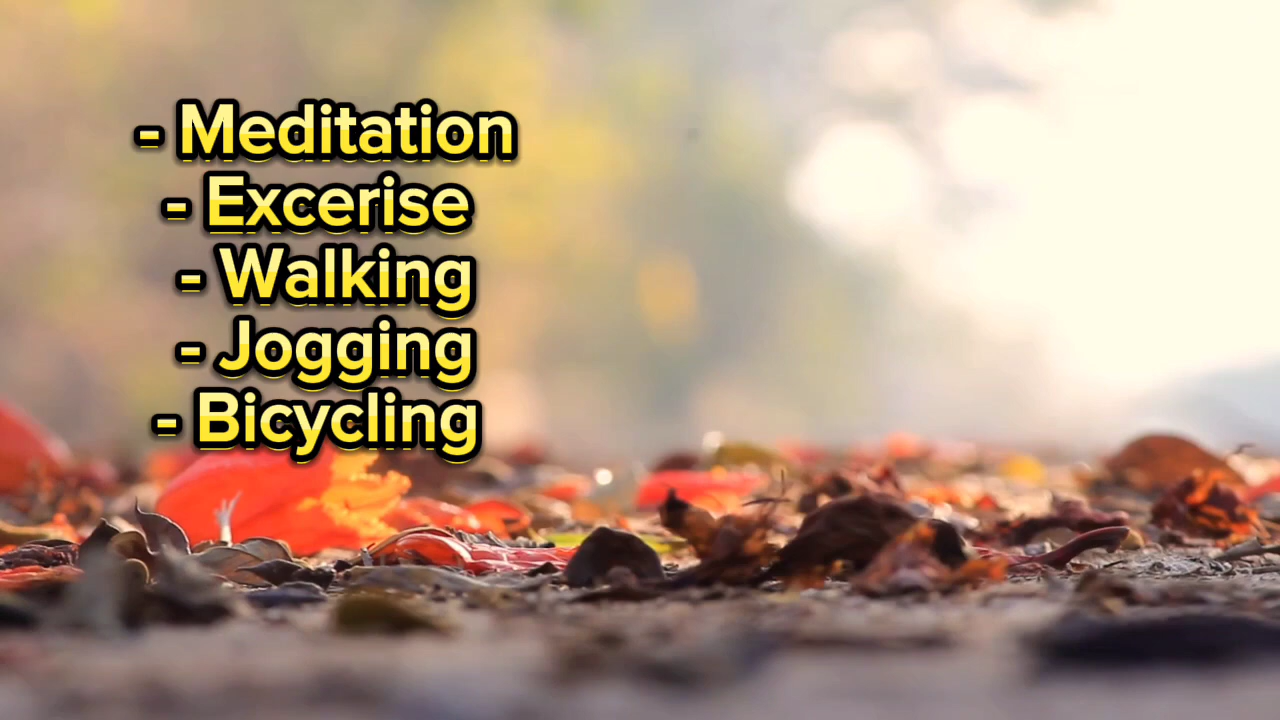 - Meditation
- Excerise
- Walking
- Jogging
- Bicycling